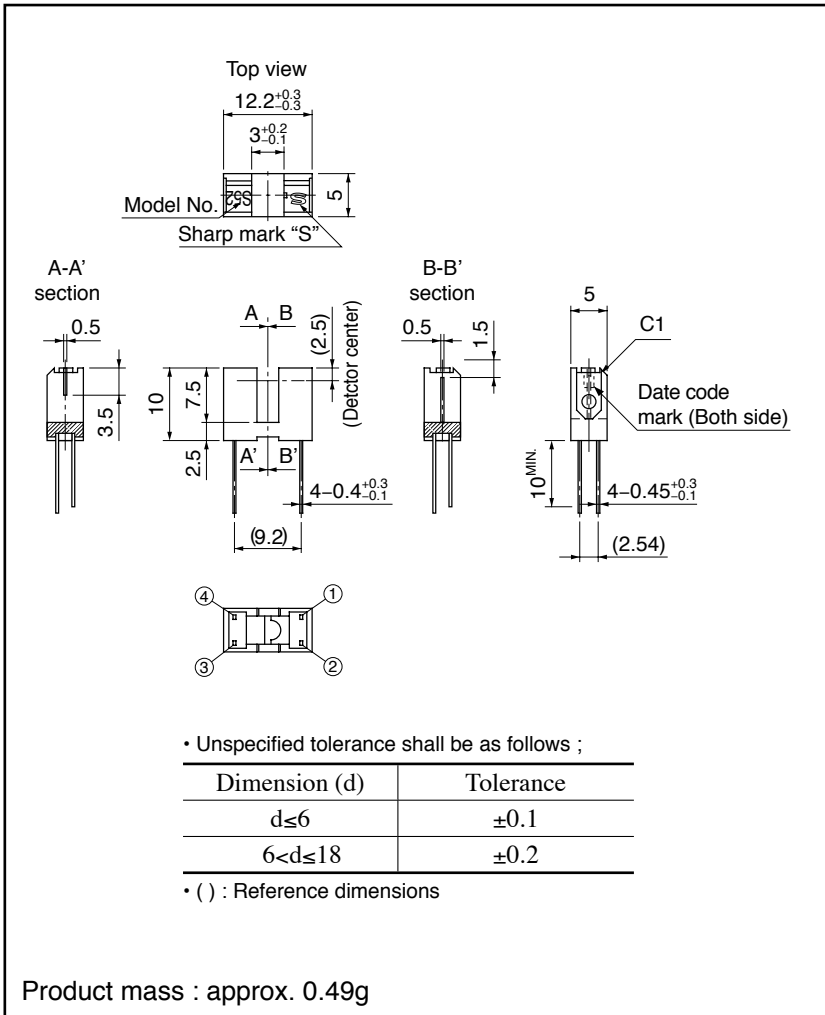 Top view
12.2+0.3 −0.3
3+0.2 −0.1
5
Model No.
S52
S
Sharp mark “S”
A-A'
section
0.5
3.5
A B
(2.5)
(Detctor center)
10
7.5
2.5
A' B'
4−0.4+0.3 −0.1
(9.2)
B-B'
section
0.5
1.5
5
C1
Date code
mark (Both side)
10MIN.
4−0.45+0.3 −0.1
(2.54)
④ ①
③ ②
• Unspecified tolerance shall be as follows ;
Dimension (d) Tolerance
d≤6 ±0.1
6<d≤18 ±0.2
• ( ) : Reference dimensions
Product mass : approx. 0.49g